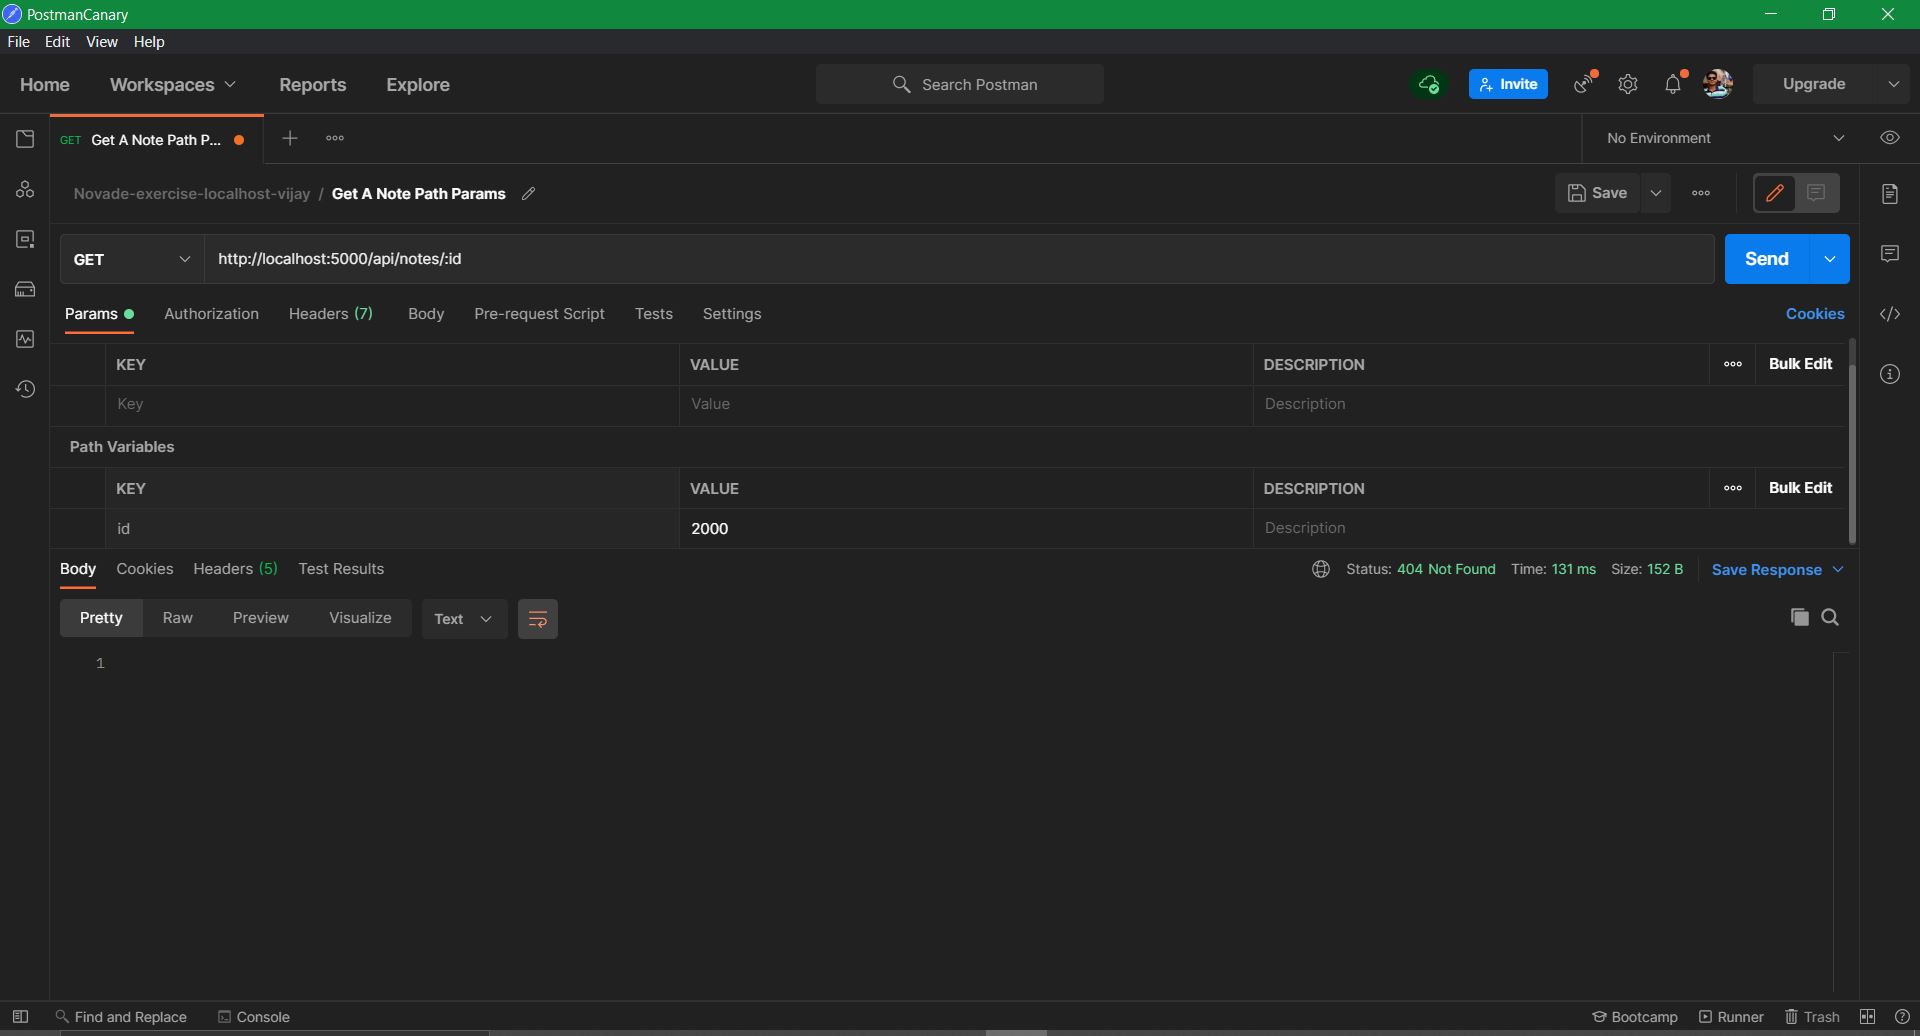 PostmanCanary
File Edit View Help
Home Workspaces Reports Explore Search Postman Invite Upgrade
GET Get A Note Path P... No Environment
Novade-exercise-localhost-vijay / Get A Note Path Params Save
GET http://localhost:5000/api/notes/:id Send
Params Authorization Headers (7) Body Pre-request Script Tests Settings Cookies
KEY VALUE DESCRIPTION Bulk Edit
Key Value Description
Path Variables
KEY VALUE DESCRIPTION Bulk Edit
id 2000 Description
Body Cookies Headers (5) Test Results Status: 404 Not Found Time: 131 ms Size: 152 B Save Response
Pretty Raw Preview Visualize Text
1
Find and Replace Console Bootcamp Runner Trash